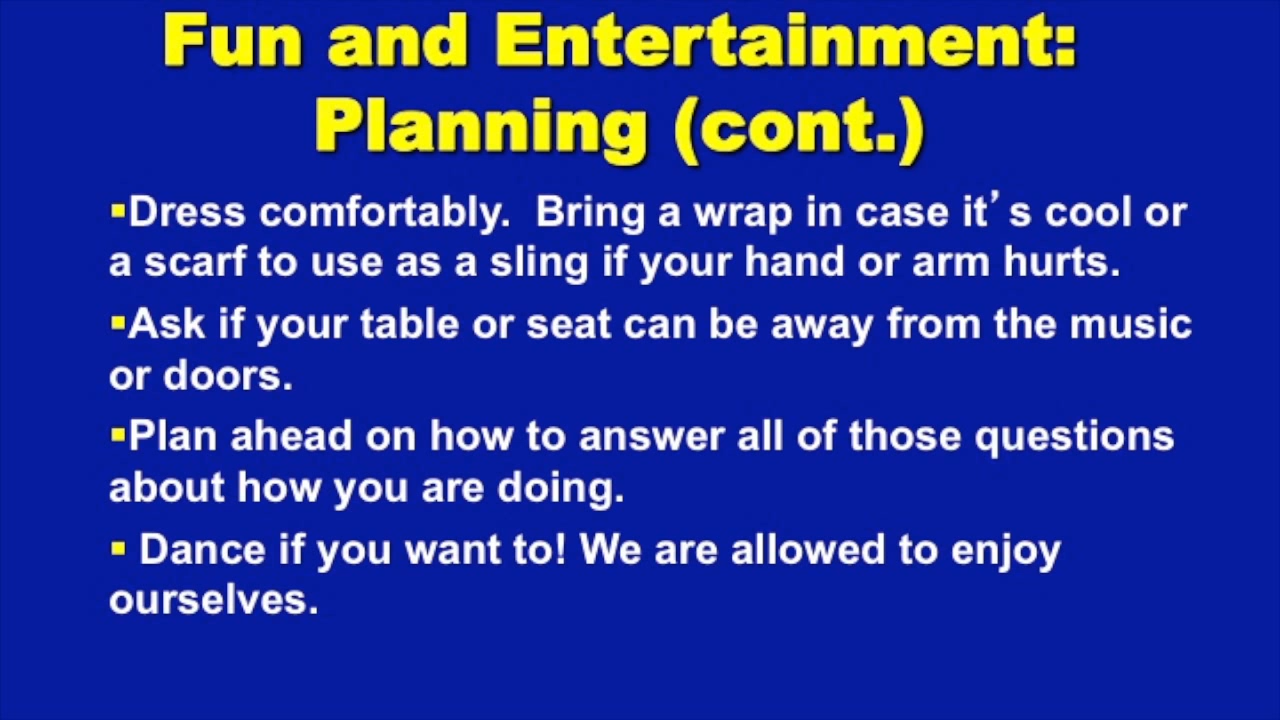 Fun and Entertainment:
Planning (cont.)
▪Dress comfortably.  Bring a wrap in case it’s cool or
a scarf to use as a sling if your hand or arm hurts.
▪Ask if your table or seat can be away from the music
or doors.
▪Plan ahead on how to answer all of those questions
about how you are doing.
▪ Dance if you want to! We are allowed to enjoy
ourselves.